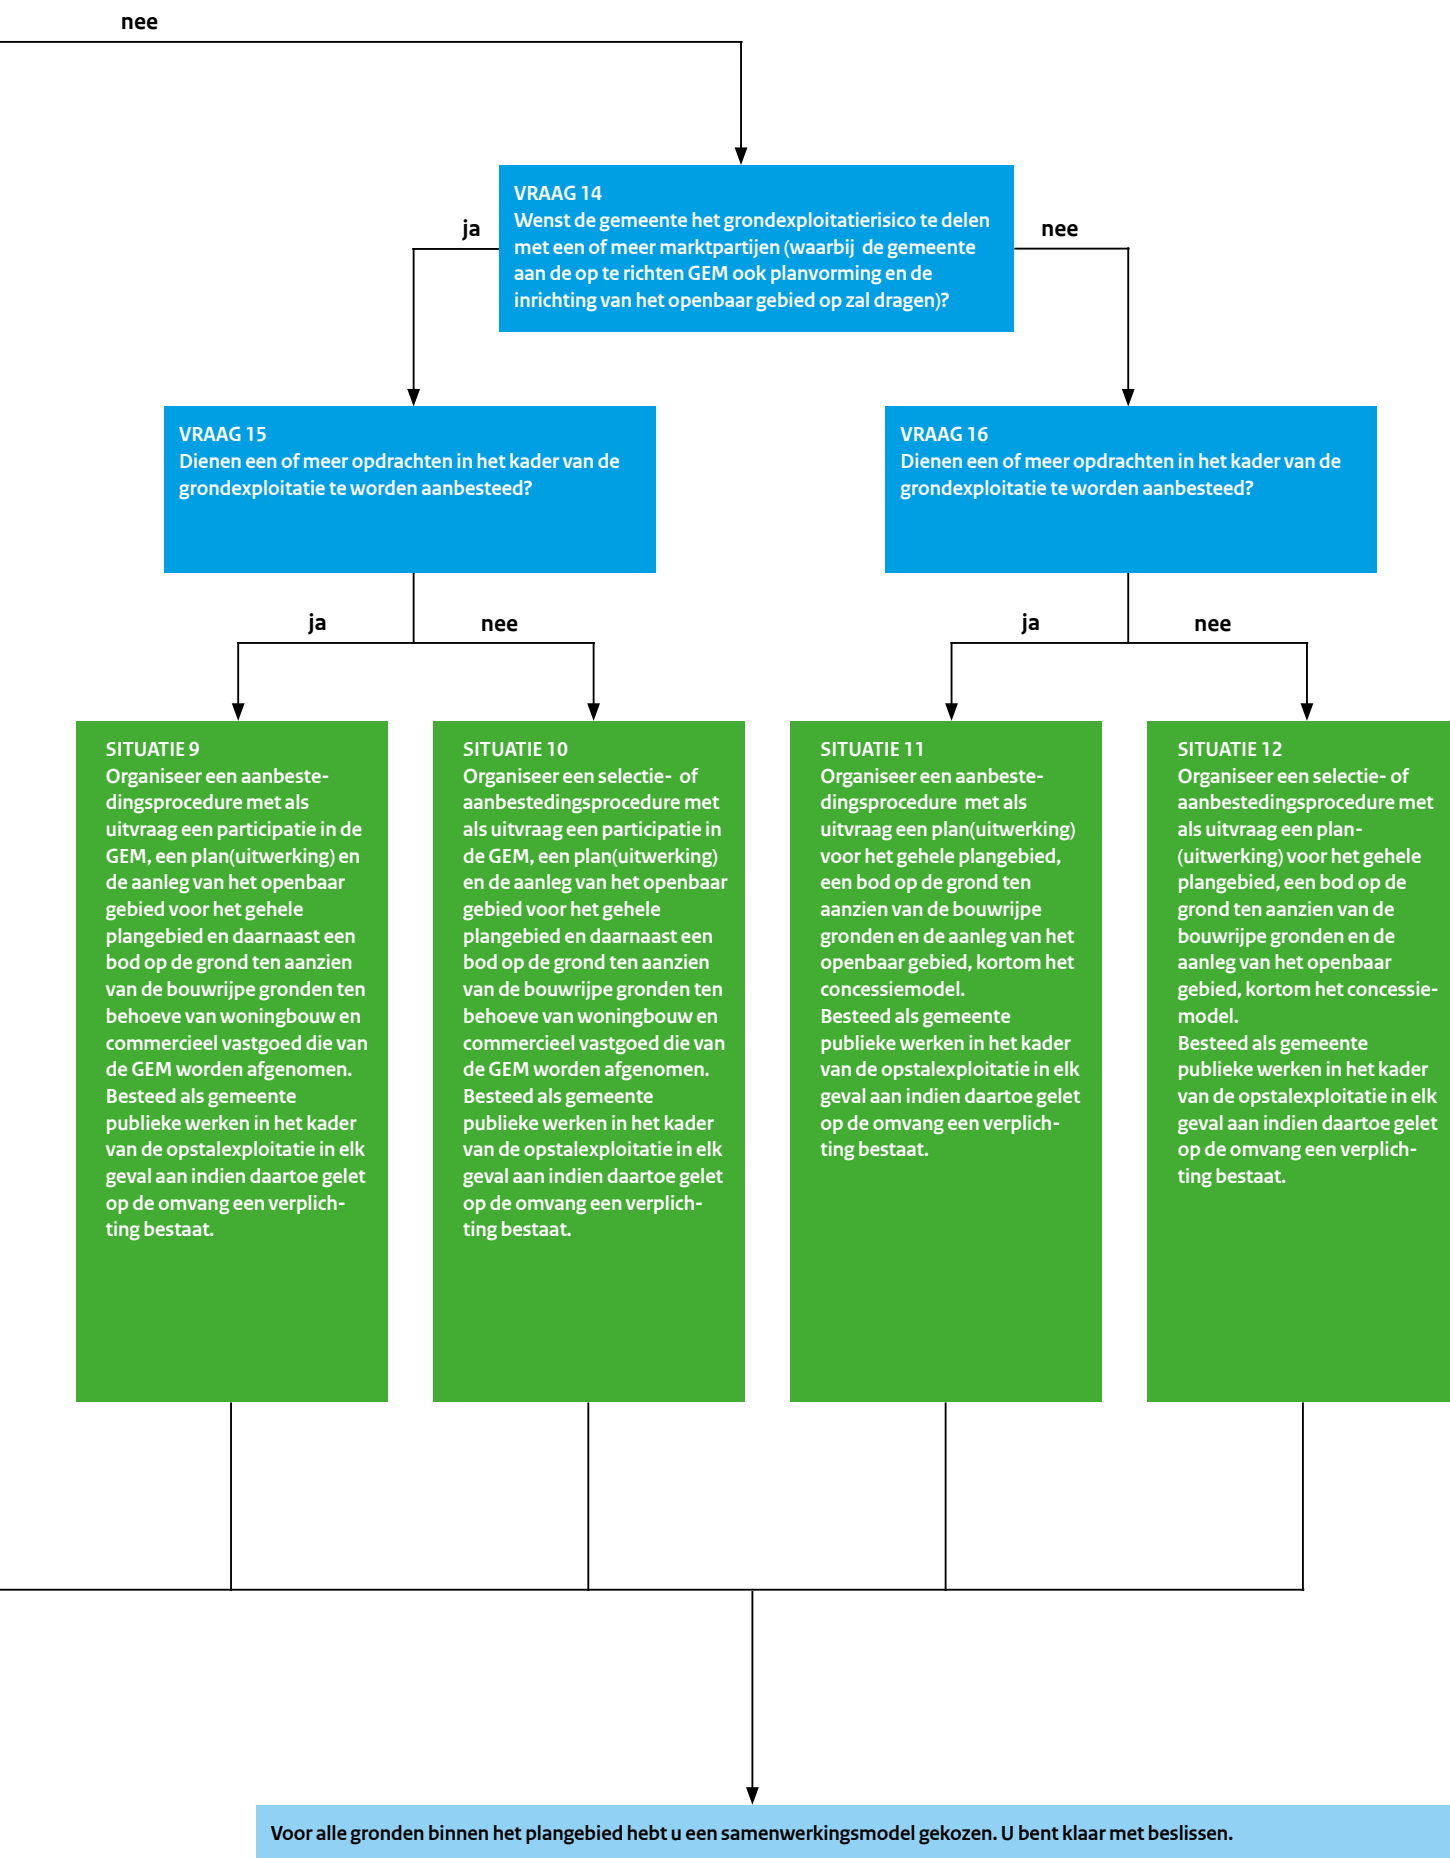 nee
VRAAG 14
Wenst de gemeente het grondexploitatierisico te delen
met een of meer marktpartijen (waarbij de gemeente
aan de op te richten GEM ook planvorming en de
inrichting van het openbaar gebied op zal dragen)?
ja
nee
VRAAG 15
Dienen een of meer opdrachten in het kader van de
grondexploitatie te worden aanbesteed?
VRAAG 16
Dienen een of meer opdrachten in het kader van de
grondexploitatie te worden aanbesteed?
ja
nee
ja
nee
SITUATIE 9
Organiseer een aanbeste-
dingsprocedure met als
uitvraag een participatie in de
GEM, een plan(uitwerking) en
de aanleg van het openbaar
gebied voor het gehele
plangebied en daarnaast een
bod op de grond ten aanzien
van de bouwrijpe gronden ten
behoeve van woningbouw en
commercieel vastgoed die van
de GEM worden afgenomen.
Besteed als gemeente
publieke werken in het kader
van de opstalexploitatie in elk
geval aan indien daartoe gelet
op de omvang een verplich-
ting bestaat.
SITUATIE 10
Organiseer een selectie- of
aanbestedingsprocedure met
als uitvraag een participatie in
de GEM, een plan(uitwerking)
en de aanleg van het openbaar
gebied voor het gehele
plangebied en daarnaast een
bod op de grond ten aanzien
van de bouwrijpe gronden ten
behoeve van woningbouw en
commercieel vastgoed die van
de GEM worden afgenomen.
Besteed als gemeente
publieke werken in het kader
van de opstalexploitatie in elk
geval aan indien daartoe gelet
op de omvang een verplich-
ting bestaat.
SITUATIE 11
Organiseer een aanbeste-
dingsprocedure met als
uitvraag een plan(uitwerking)
voor het gehele plangebied,
een bod op de grond ten
aanzien van de bouwrijpe
gronden en de aanleg van het
openbaar gebied, kortom het
concessiemodel.
Besteed als gemeente
publieke werken in het kader
van de opstalexploitatie in elk
geval aan indien daartoe gelet
op de omvang een verplich-
ting bestaat.
SITUATIE 12
Organiseer een selectie- of
aanbestedingsprocedure met
als uitvraag een plan-
(uitwerking) voor het gehele
plangebied, een bod op de
grond ten aanzien van de
bouwrijpe gronden en de
aanleg van het openbaar
gebied, kortom het concessie-
model.
Besteed als gemeente
publieke werken in het kader
van de opstalexploitatie in elk
geval aan indien daartoe gelet
op de omvang een verplich-
ting bestaat.
Voor alle gronden binnen het plangebied hebt u een samenwerkingsmodel gekozen. U bent klaar met beslissen.